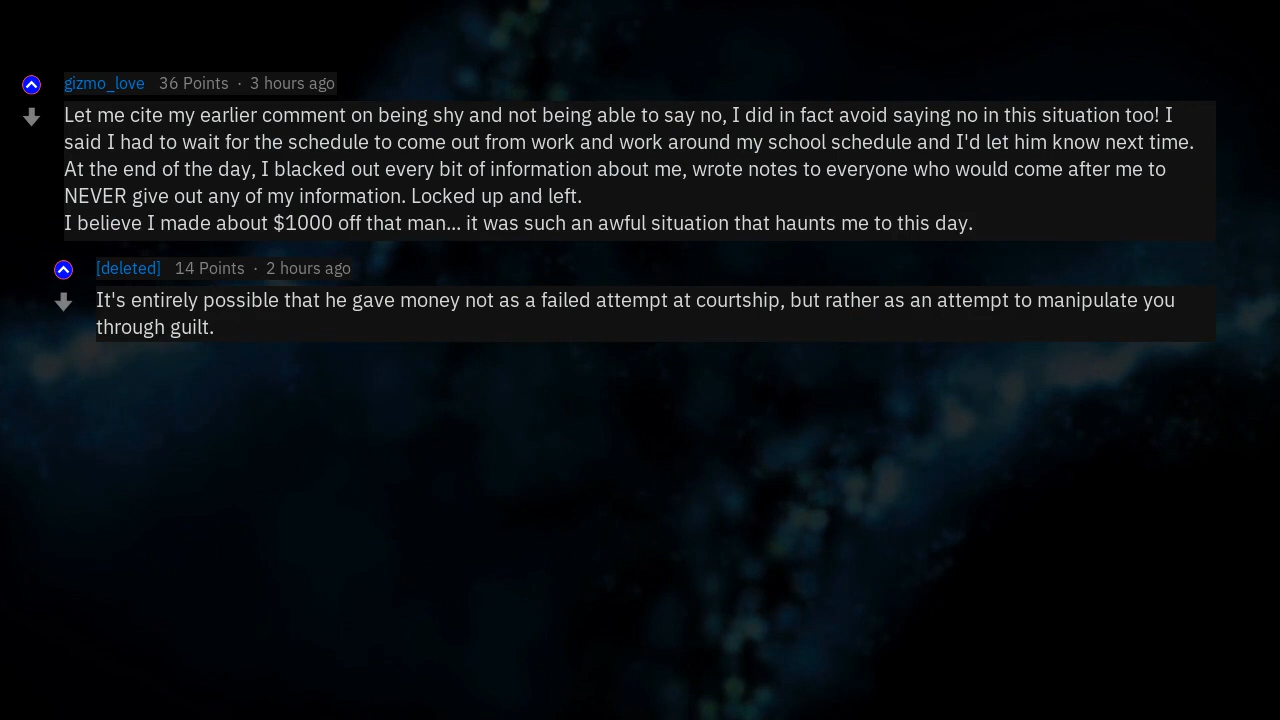 gizmo_love 36 Points · 3 hours ago
Let me cite my earlier comment on being shy and not being able to say no, I did in fact avoid saying no in this situation too! I
said I had to wait for the schedule to come out from work and work around my school schedule and I'd let him know next time.
At the end of the day, I blacked out every bit of information about me, wrote notes to everyone who would come after me to
NEVER give out any of my information. Locked up and left.
I believe I made about $1000 off that man... it was such an awful situation that haunts me to this day.
[deleted] 14 Points · 2 hours ago
It's entirely possible that he gave money not as a failed attempt at courtship, but rather as an attempt to manipulate you
through guilt.